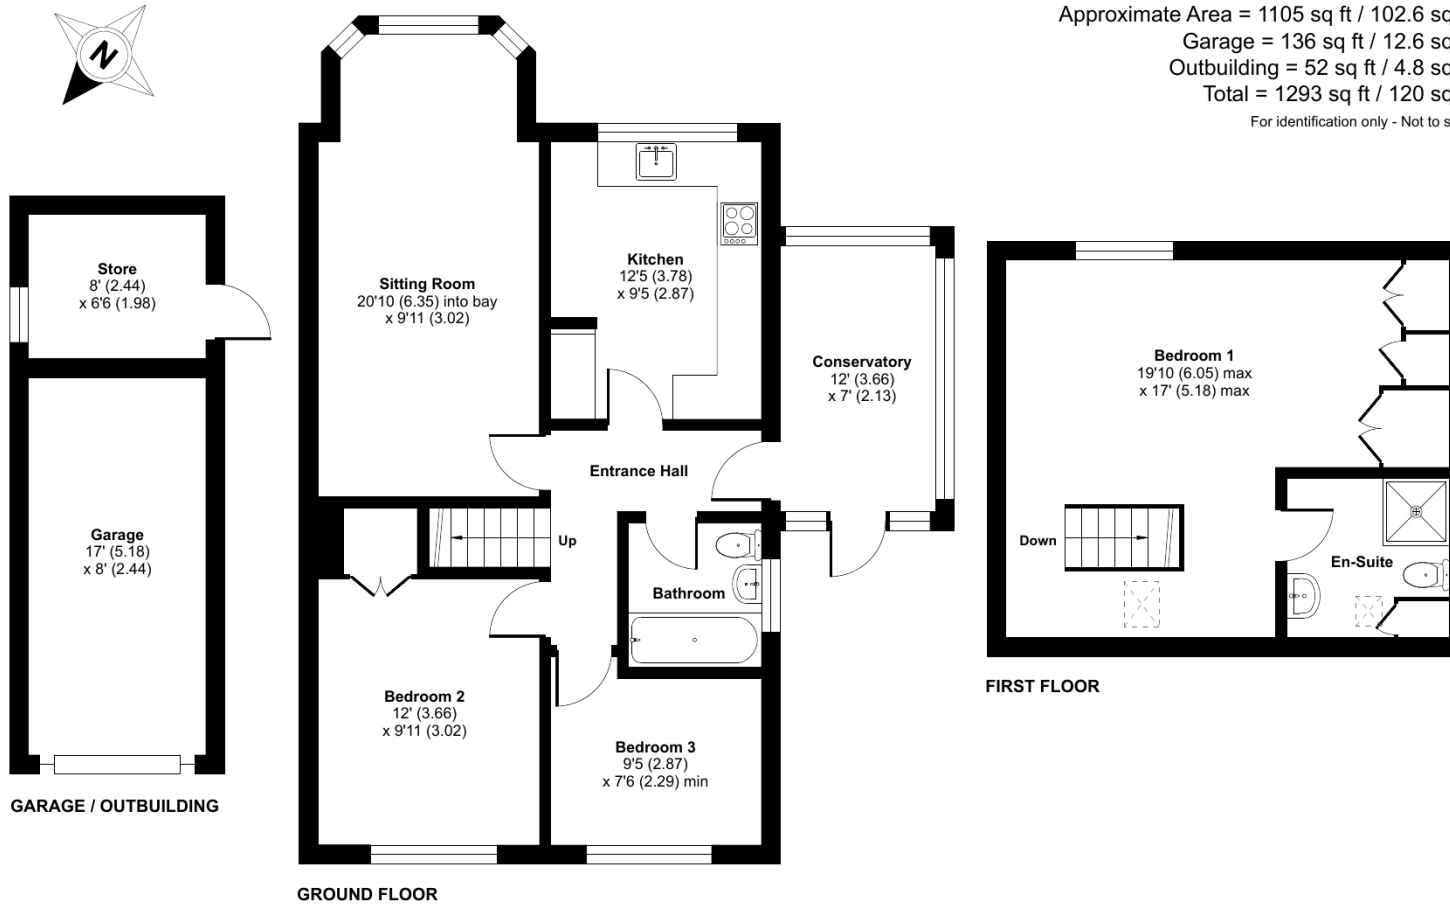 N
Approximate Area = 1105 sq ft / 102.6 sq
Garage = 136 sq ft / 12.6 sq
Outbuilding = 52 sq ft / 4.8 sq
Total = 1293 sq ft / 120 sq
For identification only - Not to s
Store
8' (2.44)
x 6'6 (1.98)
Garage
17' (5.18)
x 8' (2.44)
GARAGE / OUTBUILDING
Sitting Room
20'10 (6.35) into bay
x 9'11 (3.02)
Kitchen
12'5 (3.78)
x 9'5 (2.87)
Conservatory
12' (3.66)
x 7' (2.13)
Entrance Hall
Up
Bathroom
Bedroom 2
12' (3.66)
x 9'11 (3.02)
Bedroom 3
9'5 (2.87)
x 7'6 (2.29) min
GROUND FLOOR
Bedroom 1
19'10 (6.05) max
x 17' (5.18) max
Down
En-Suite
FIRST FLOOR